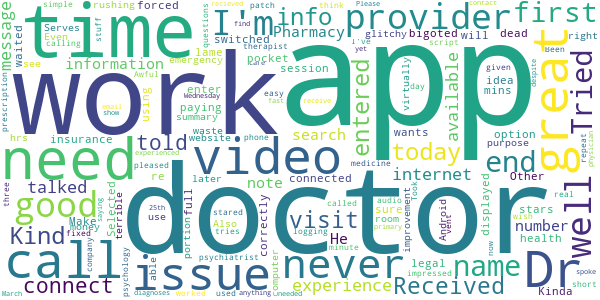 simple rushing
message time I'm info provider first
forced
Serves
Even
calling
stuff
waited
switched
Pharmacy
glitchy bigoted will dead script
patch
questions
recieved
think
Please
contact
find
i've
yet
Been
right
see
lame
emergency
therapist
information
work app
great
Tried
pocket
session
idea
mins
virtually
day
given
easy
fast
enter
summary
using
paying
prescription
need
hrs
insurance
told
waste
website
phone
Wednesday
email
show
receive
search
entered
available
option
purpose
despite
wants
today
end
well
repeat
physician
good
talked
Selected
video
note
connected
internet
displayed
Other
real
three
experienced
pleased
re
later
Kind
Make
money
terrible
full
portion
doctor
visit
name
Dr
stars
number
health
wish
improvement
Android
went
look
sure
room
primary
audio
called
tries
stared
Also
correctly
use
25th
fixed
call issue never
connect
able
company
saying
psychology
psychiatrist
logging
minute
He
experience
legal
impressed
Received
now
Kinda
spoke
short
March
diagnoses
worked
used
anything
medicine
computer